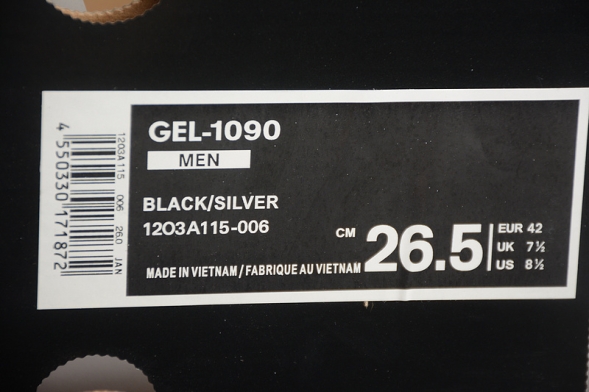 GEL-1090
MEN
BLACK/SILVER
12O3A115-006
MADE IN VIETNAM / FABRIQUE AU VIETNAM
CM 26.5
EUR 42
UK 7½
US 8½
4 550330 171872
1203A115 006 26.0 JAN